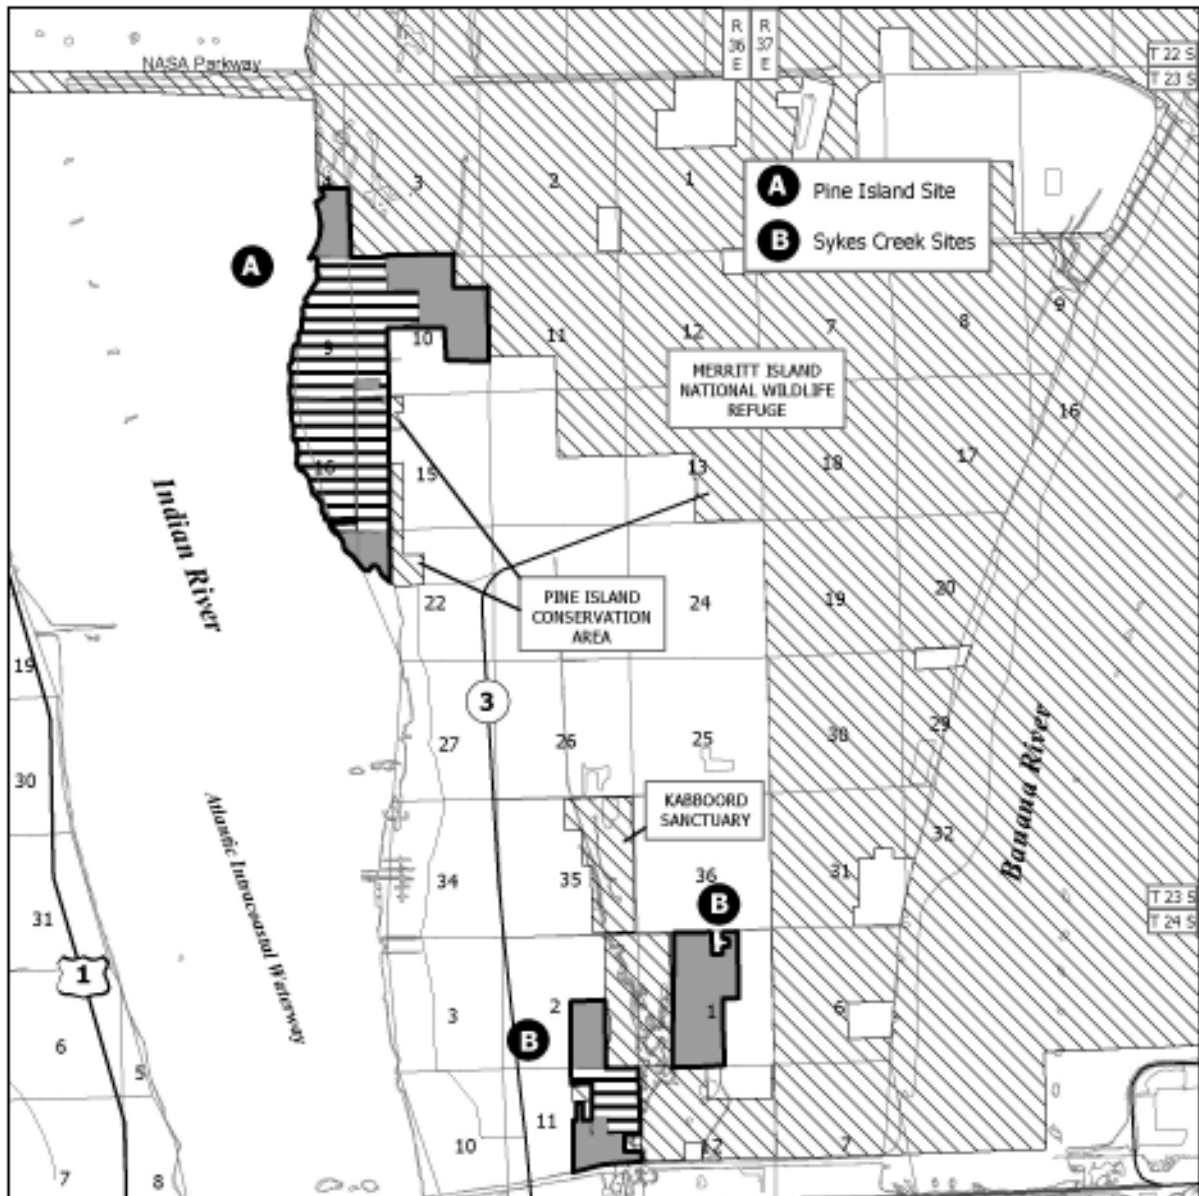 R
36
E
R
37
E
T 22 S
T 23 S
NASA Parkway
4
3
2
1
A Pine Island Site
B Sykes Creek Sites
A
9
10
11
12
7
8
9
MERRITT ISLAND
NATIONAL WILDLIFE
REFUGE
16
15
13
18
17
16
Indian River
PINE ISLAND
CONSERVATION
AREA
22
24
19
20
19
3
27
26
25
30
29
Banana River
30
Atlantic Intracoastal Waterway
KABBOORD
SANCTUARY
32
34
35
36
31
31
B
T 23 S
T 24 S
1
3
2
1
6
B
6
5
10
11
12
7
7
8